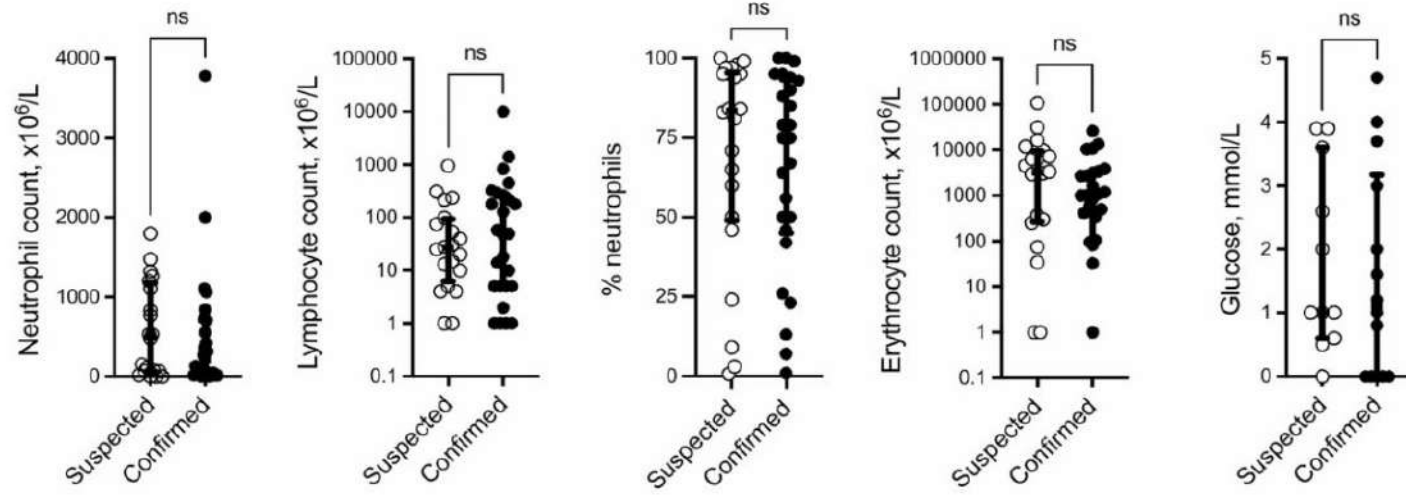 ns
Neutrophil count, x10⁶/L
4000
3000
2000
1000
0
Suspected
Confirmed
ns
Lymphocyte count, x10⁶/L
100000
10000
1000
100
10
1
0.1
Suspected
Confirmed
ns
% neutrophils
100
75
50
25
0
Suspected
Confirmed
ns
Erythrocyte count, x10⁶/L
1000000
100000
10000
1000
100
10
1
0.1
Suspected
Confirmed
ns
Glucose, mmol/L
5
4
3
2
1
0
Suspected
Confirmed